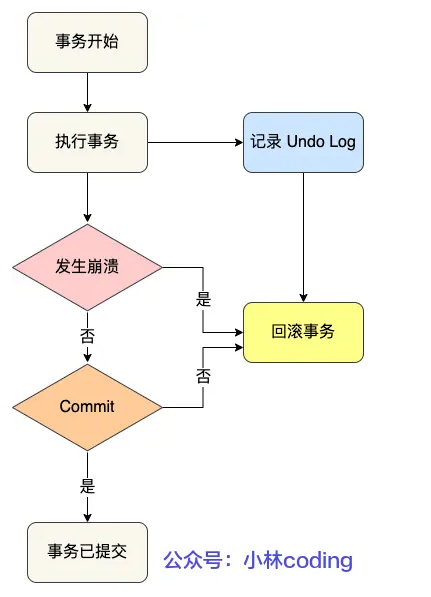 事务开始
执行事务
记录 Undo Log
发生崩溃
是
回滚事务
否
否
Commit
是
事务已提交
公众号：小林coding